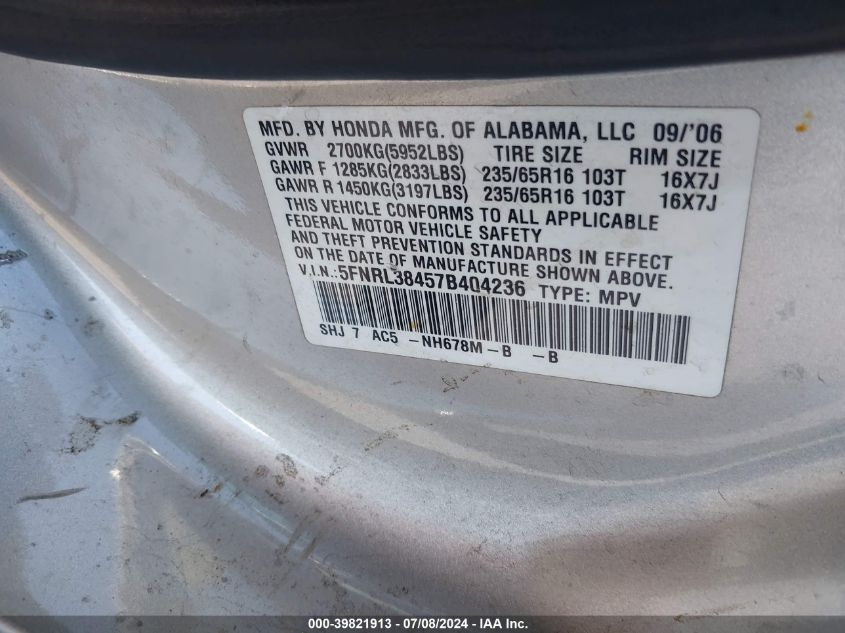 MFD. BY HONDA MFG. OF ALABAMA, LLC 09/'06
GVWR 2700KG(5952LBS) TIRE SIZE RIM SIZE
GAWR F 1285KG(2833LBS) 235/65R16 103T 16X7J
GAWR R 1450KG(3197LBS) 235/65R16 103T 16X7J
THIS VEHICLE CONFORMS TO ALL APPLICABLE
FEDERAL MOTOR VEHICLE SAFETY
AND THEFT PREVENTION STANDARDS IN EFFECT
ON THE DATE OF MANUFACTURE SHOWN ABOVE.
V.I.N.:5FNRL38457B404236 TYPE: MPV
SHJ 7 AC5 -NH678M-B -B
000-39821913 - 07/08/2024 - IAA Inc.